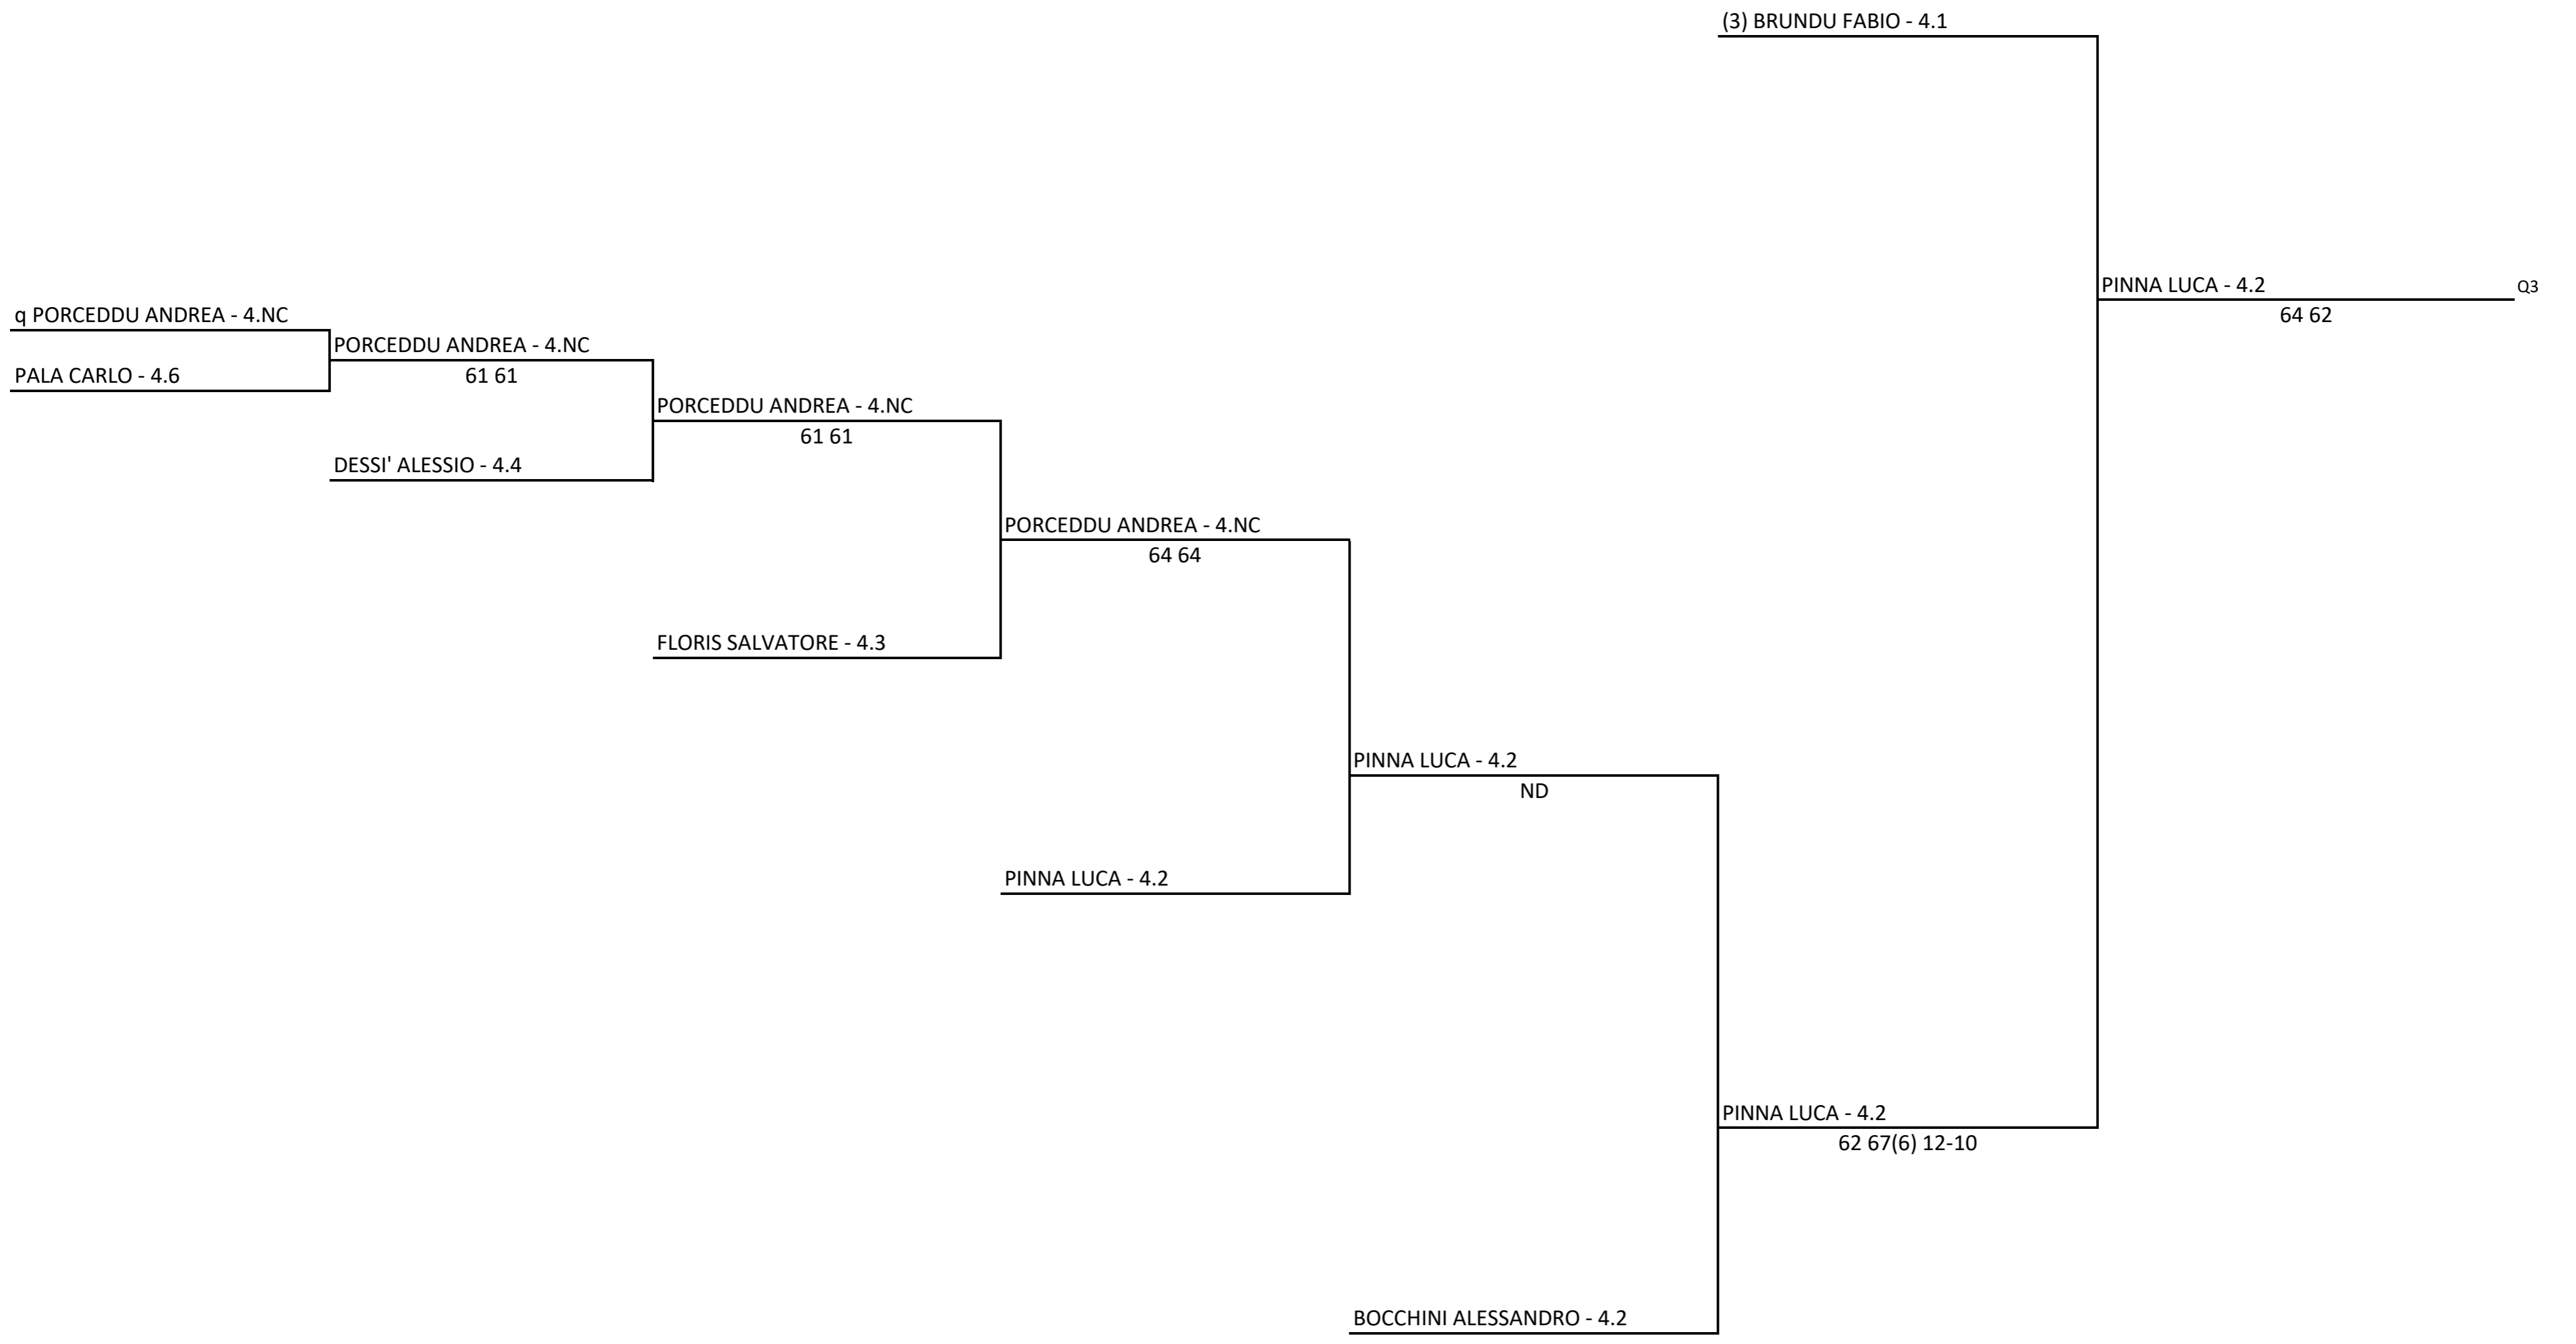 (3) BRUNDU FABIO - 4.1
PINNA LUCA - 4.2
Q3
64 62
q PORCEDDU ANDREA - 4.NC
PORCEDDU ANDREA - 4.NC
PALA CARLO - 4.6
61 61
PORCEDDU ANDREA - 4.NC
61 61
DESSI' ALESSIO - 4.4
PORCEDDU ANDREA - 4.NC
64 64
FLORIS SALVATORE - 4.3
PINNA LUCA - 4.2
ND
PINNA LUCA - 4.2
PINNA LUCA - 4.2
62 67(6) 12-10
BOCCHINI ALESSANDRO - 4.2